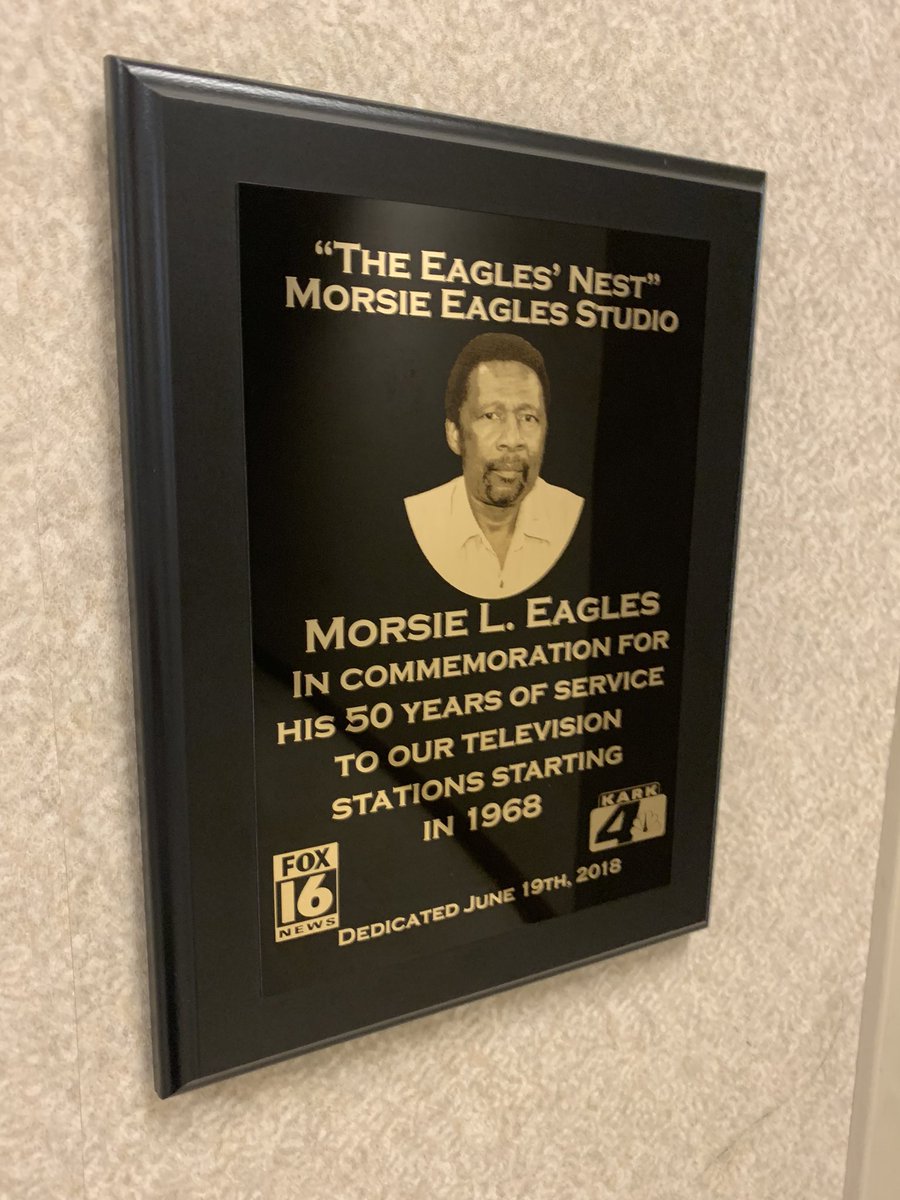 “THE EAGLES’ NEST”
MORSIE EAGLES STUDIO
MORSIE L. EAGLES
IN COMMEMORATION FOR
HIS 50 YEARS OF SERVICE
TO OUR TELEVISION
STATIONS STARTING
IN 1968
KARK
4
FOX
16
NEWS
DEDICATED JUNE 19TH, 2018